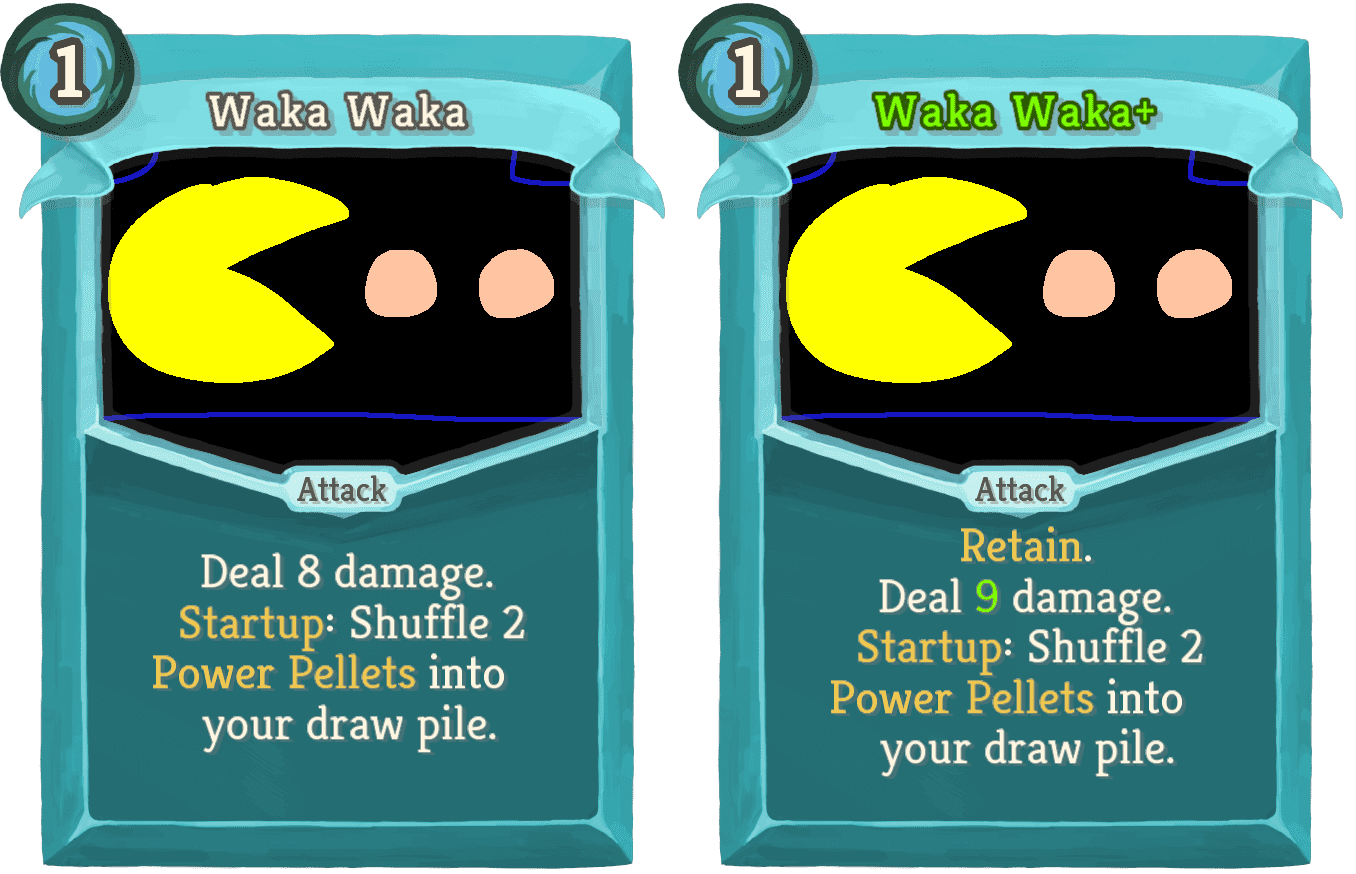 1
Waka Waka
Attack
Deal 8 damage.
Startup: Shuffle 2
Power Pellets into
your draw pile.
1
Waka Waka+
Attack
Retain.
Deal 9 damage.
Startup: Shuffle 2
Power Pellets into
your draw pile.